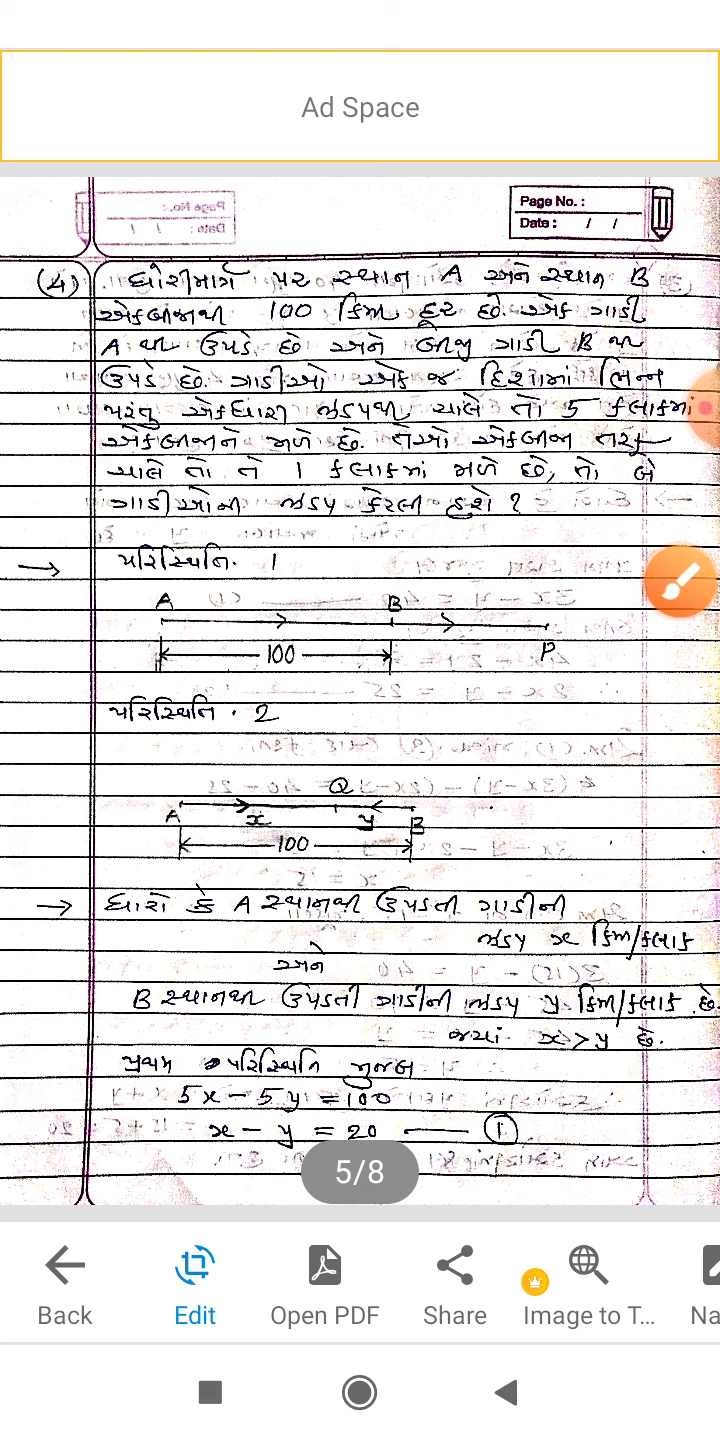 Ad Space
Page No. :
Date : / /
(4) ધોરીમાર્ગ પર સ્થાન A અને સ્થાન B
એકબીજાથી 100 કિમી દૂર છે. એક ગાડી
A થી ઉપડે છે અને બીજી ગાડી B થી
ઉપડે છે. ગાડીઓ એક જ દિશામાં ભિન્ન
પરંતુ એકધારી ઝડપથી ચાલે તો 5 કલાકમાં
એકબીજાને મળે છે. તેઓ એકબીજા તરફ
ચાલે તો તે 1 કલાકમાં મળે છે, તો બે
ગાડીઓની ઝડપ કેટલી હશે ?
→ પરિસ્થિતિ. 1
A B
100 P
પરિસ્થિતિ . 2
Q
A x y B
100
→ ધારો કે A સ્થાનથી ઉપડતી ગાડીની
ઝડપ x કિમી/કલાક
અને
B સ્થાનથી ઉપડતી ગાડીની ઝડપ y કિમી/કલાક છે.
જ્યાં x > y છે.
પ્રથમ પરિસ્થિતિ મુજબ
5x - 5y = 100
x - y = 20 —— ①
5/8
Back Edit Open PDF Share Image to T... Na